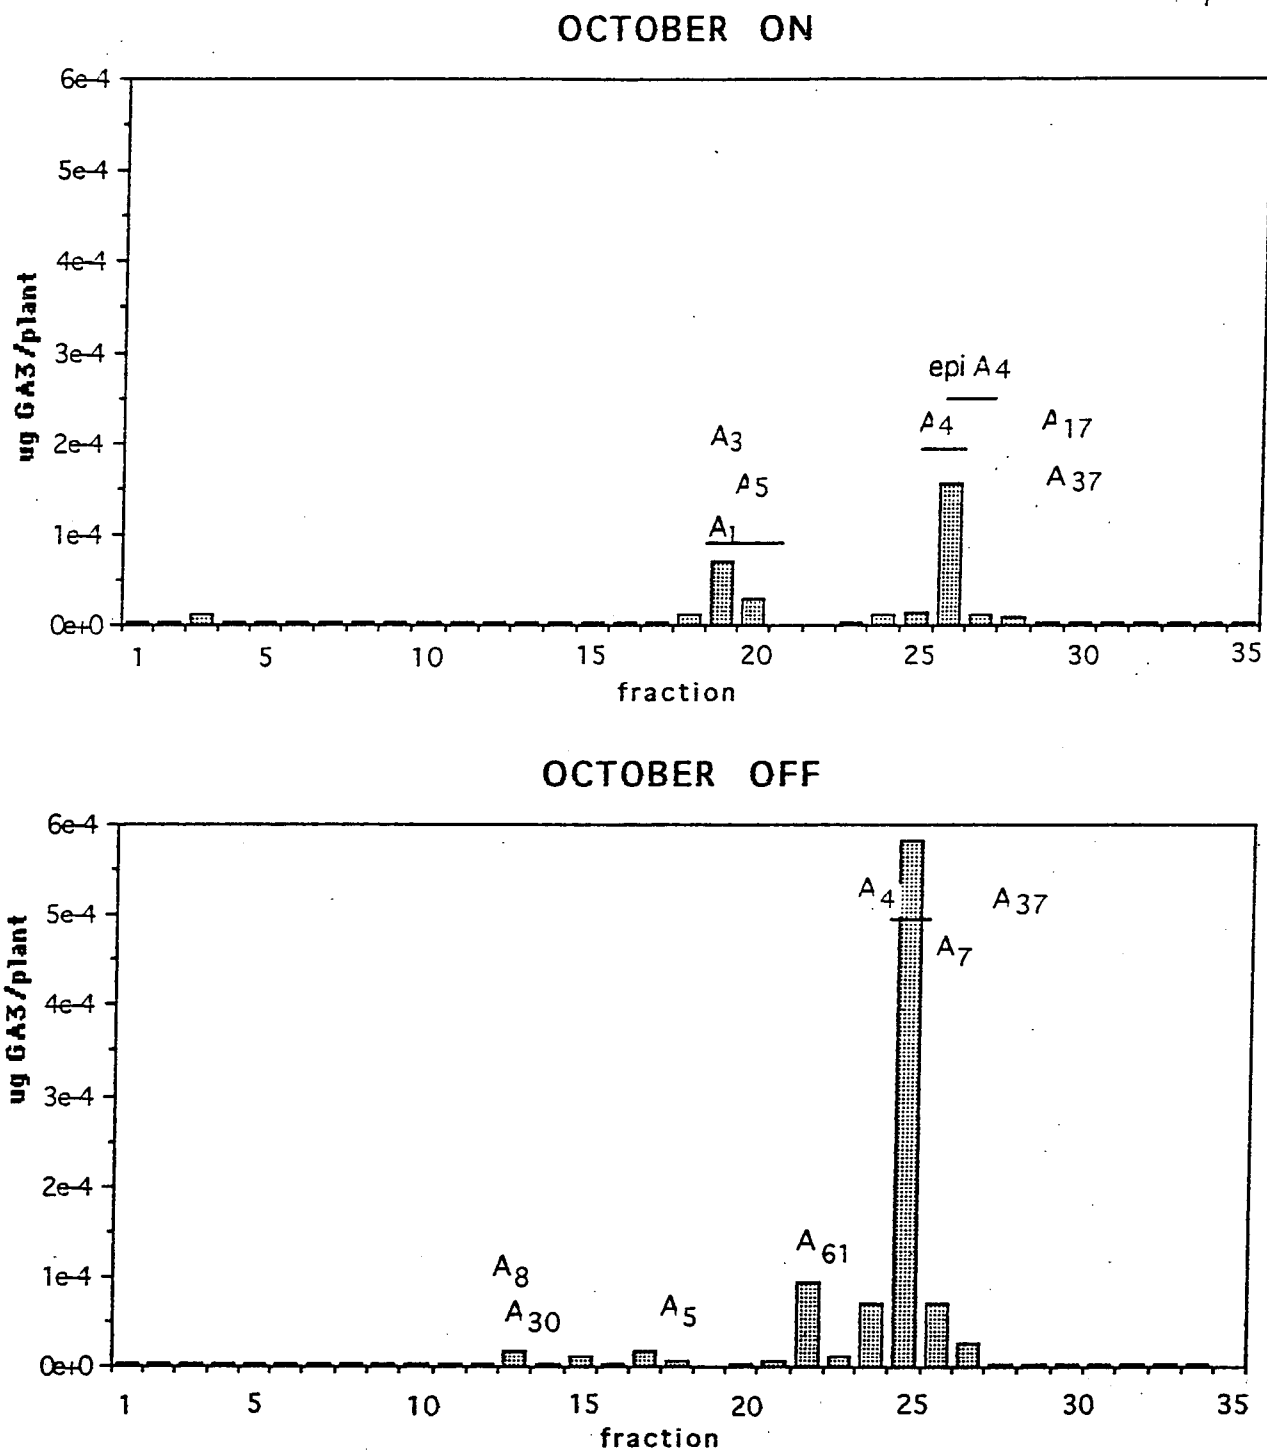 OCTOBER ON
6e-4
5e-4
4e-4
3e-4
2e-4
1e-4
0e+0
ug GA3/plant
epi A4
A4
A17
A3
A37
A5
A1
1 5 10 15 20 25 30 35
fraction
OCTOBER OFF
6e-4
5e-4
4e-4
3e-4
2e-4
1e-4
0e+0
ug GA3/plant
A4
A37
A7
A61
A8
A30
A5
1 5 10 15 20 25 30 35
fraction